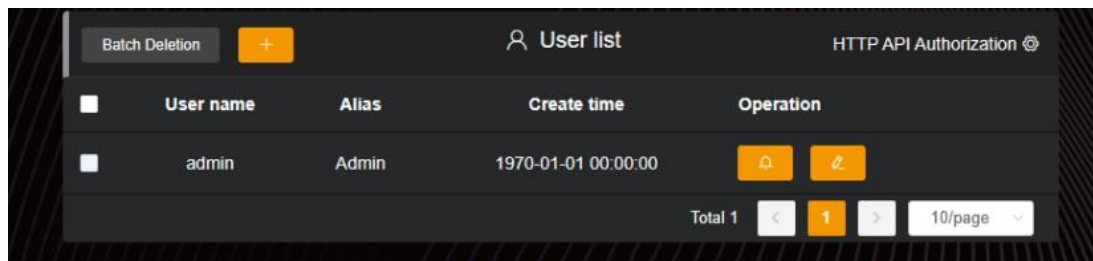 Batch Deletion + User list HTTP API Authorization
User name Alias Create time Operation
admin Admin 1970-01-01 00:00:00
Total 1 < 1 > 10/page